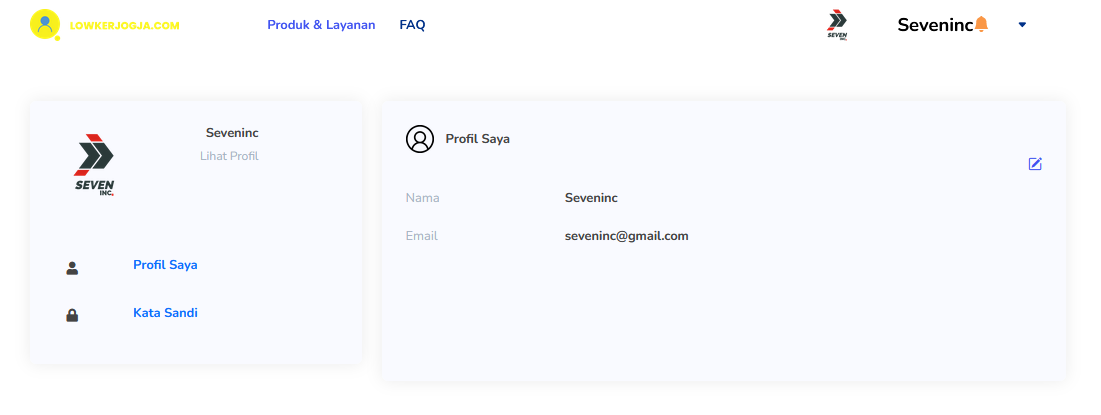 LOWKERJOGJA.COM
Produk & Layanan
FAQ
SEVEN
INC.
Seveninc
SEVEN
INC.
Seveninc
Lihat Profil
Profil Saya
Kata Sandi
Profil Saya
Nama
Seveninc
Email
seveninc@gmail.com